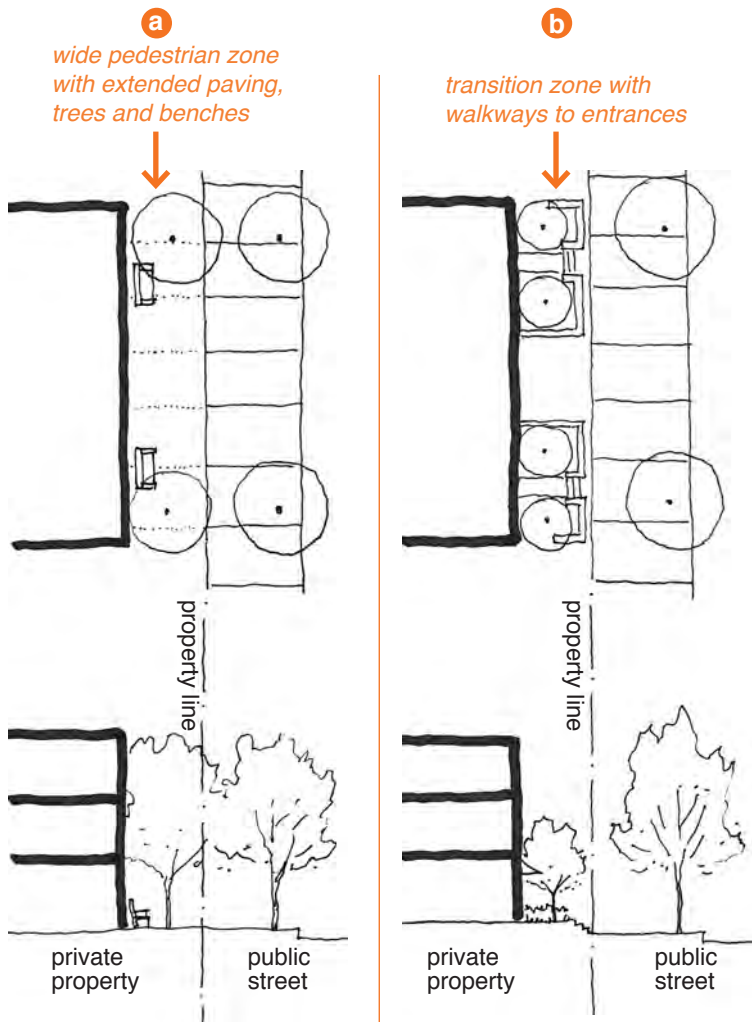 a
wide pedestrian zone
with extended paving,
trees and benches
property line
private
property
public
street
b
transition zone with
walkways to entrances
property line
private
property
public
street